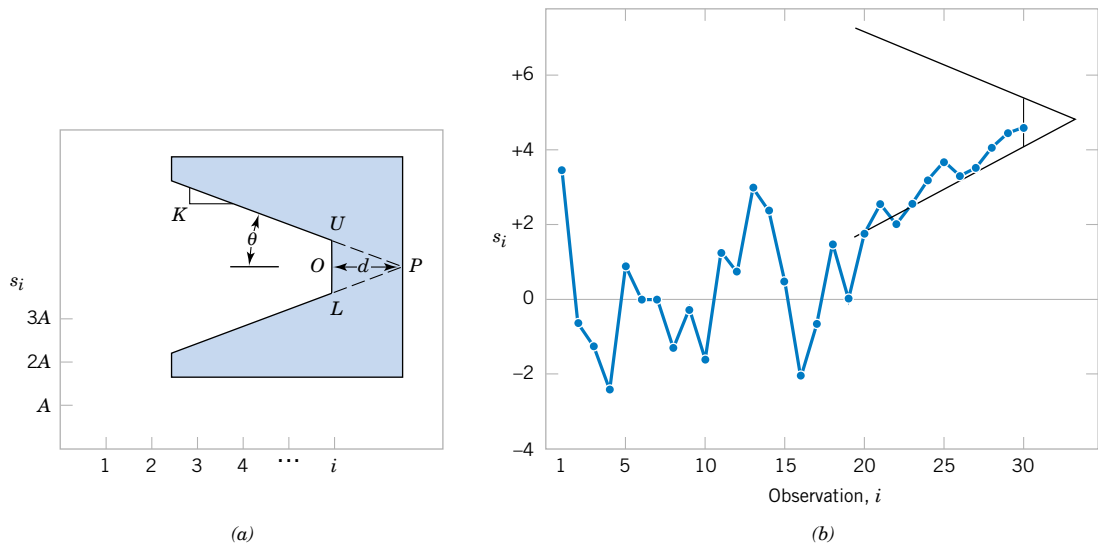 K
θ
U
O d P
L
s_i
3A
2A
A
1 2 3 4 ⋯ i
(a)
+6
+4
+2
s_i
0
−2
−4
1 5 10 15 20 25 30
Observation, i
(b)